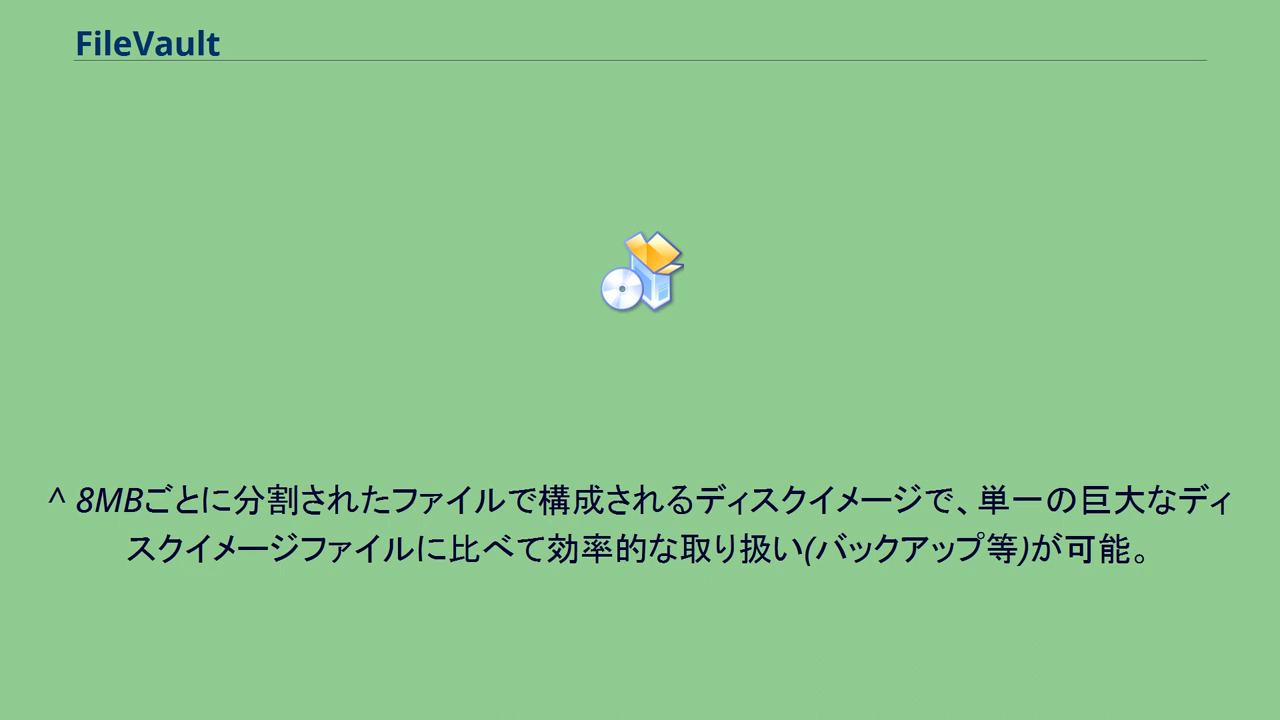 FileVault
^ 8MBごとに分割されたファイルで構成されるディスクイメージで、単一の巨大なディ
スクイメージファイルに比べて効率的な取り扱い(バックアップ等)が可能。